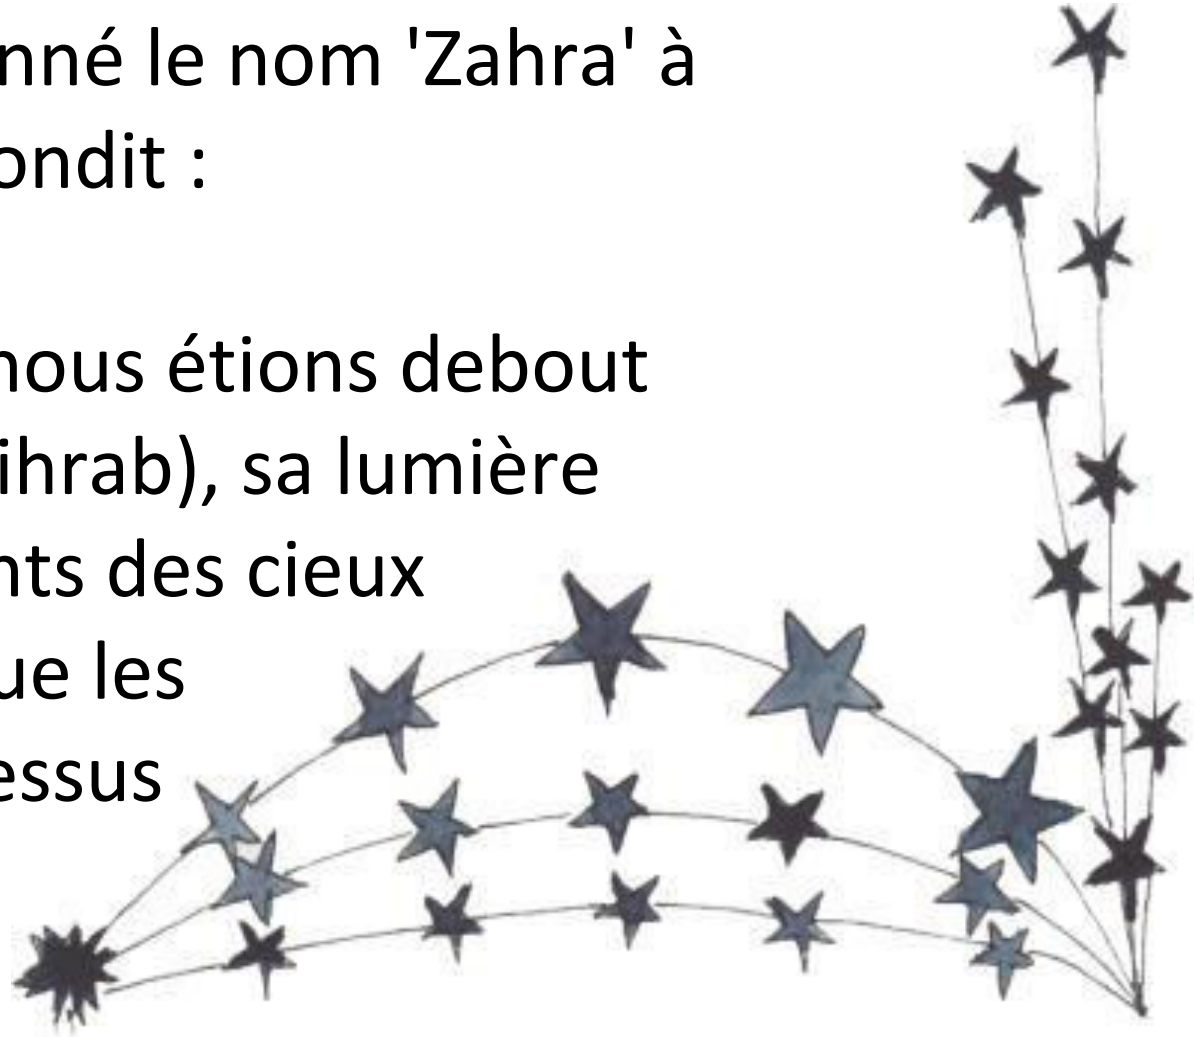 nné le nom 'Zahra' à
ondit :
nous étions debout
ihrab), sa lumière
nts des cieux
ue les
essus